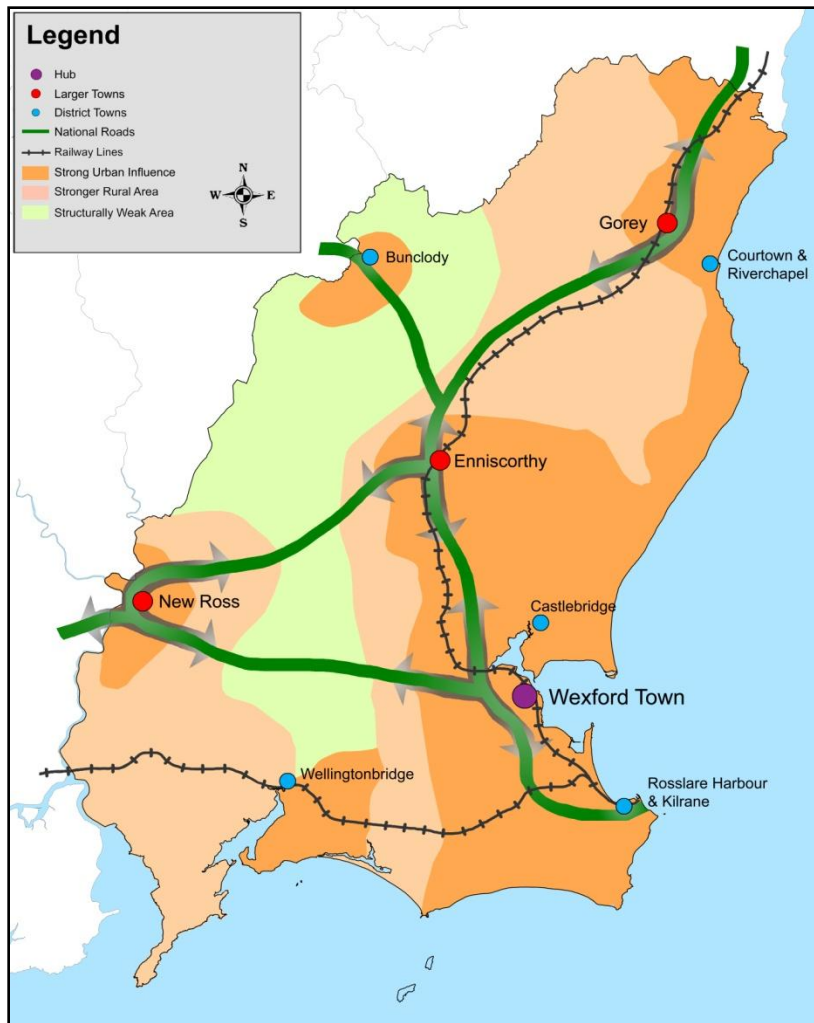 Legend
Hub
Larger Towns
District Towns
National Roads
Railway Lines
Strong Urban Influence
Stronger Rural Area
Structurally Weak Area
N
W E
S
Gorey
Bunclody
Courtown &
Riverchapel
Enniscorthy
New Ross
Castlebridge
Wexford Town
Wellingtonbridge
Rosslare Harbour
& Kilrane